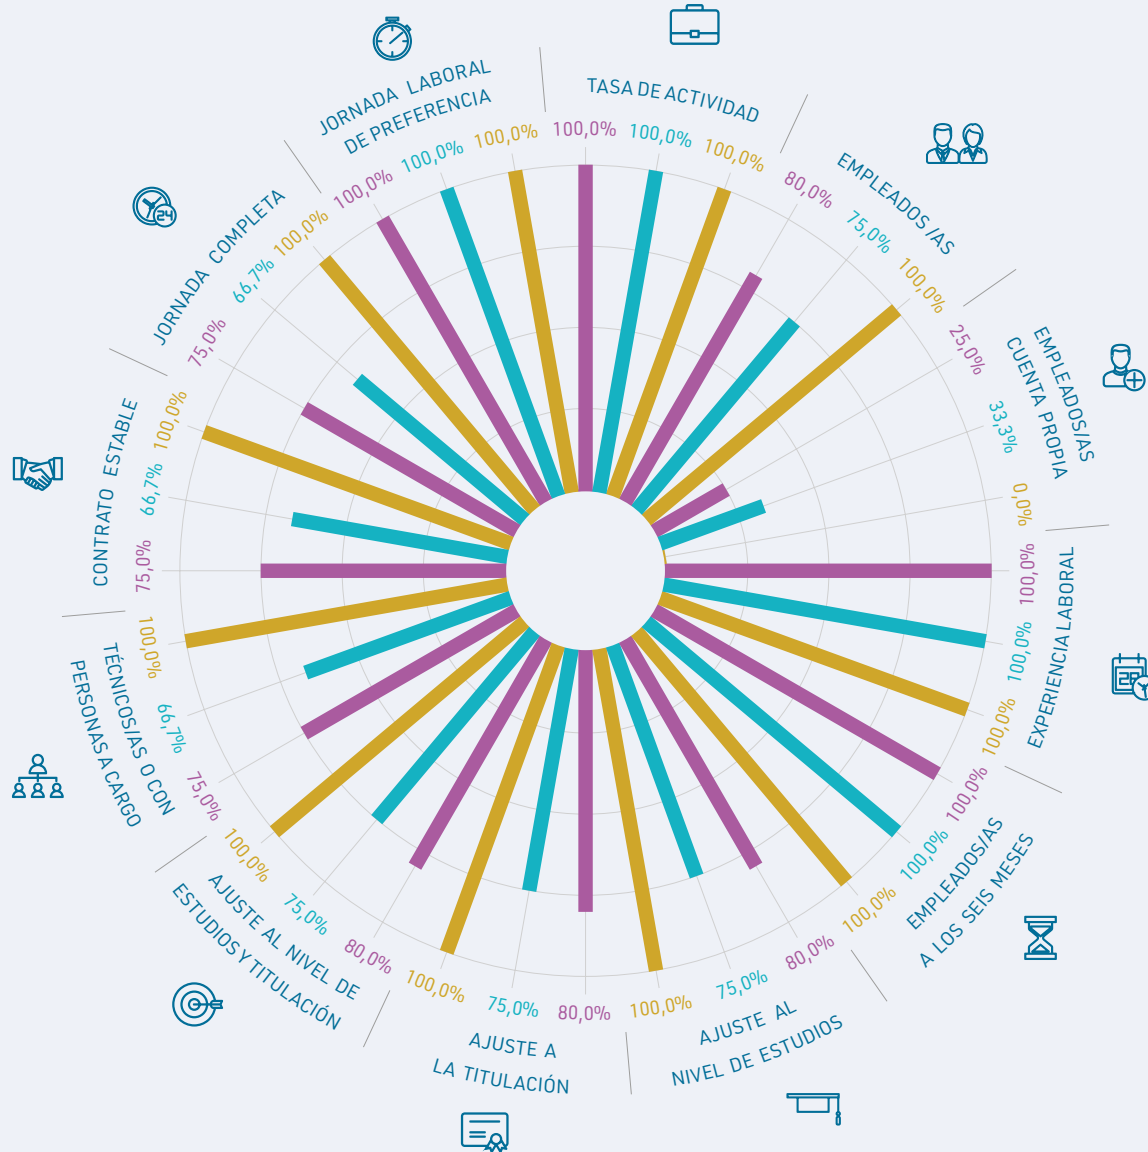 TASA DE ACTIVIDAD
100,0%
100,0%
100,0%
EMPLEADOS/AS
80,0%
75,0%
100,0%
EMPLEADOS/AS
CUENTA PROPIA
25,0%
33,3%
0,0%
EXPERIENCIA LABORAL
100,0%
100,0%
100,0%
EMPLEADOS/AS
A LOS SEIS MESES
100,0%
100,0%
100,0%
AJUSTE AL
NIVEL DE ESTUDIOS
80,0%
75,0%
100,0%
AJUSTE A
LA TITULACIÓN
80,0%
75,0%
100,0%
AJUSTE AL NIVEL DE
ESTUDIOS Y TITULACIÓN
80,0%
75,0%
100,0%
TÉCNICOS/AS O CON
PERSONAS A CARGO
75,0%
66,7%
100,0%
CONTRATO ESTABLE
75,0%
66,7%
100,0%
JORNADA COMPLETA
75,0%
66,7%
100,0%
24
JORNADA LABORAL
DE PREFERENCIA
100,0%
100,0%
100,0%